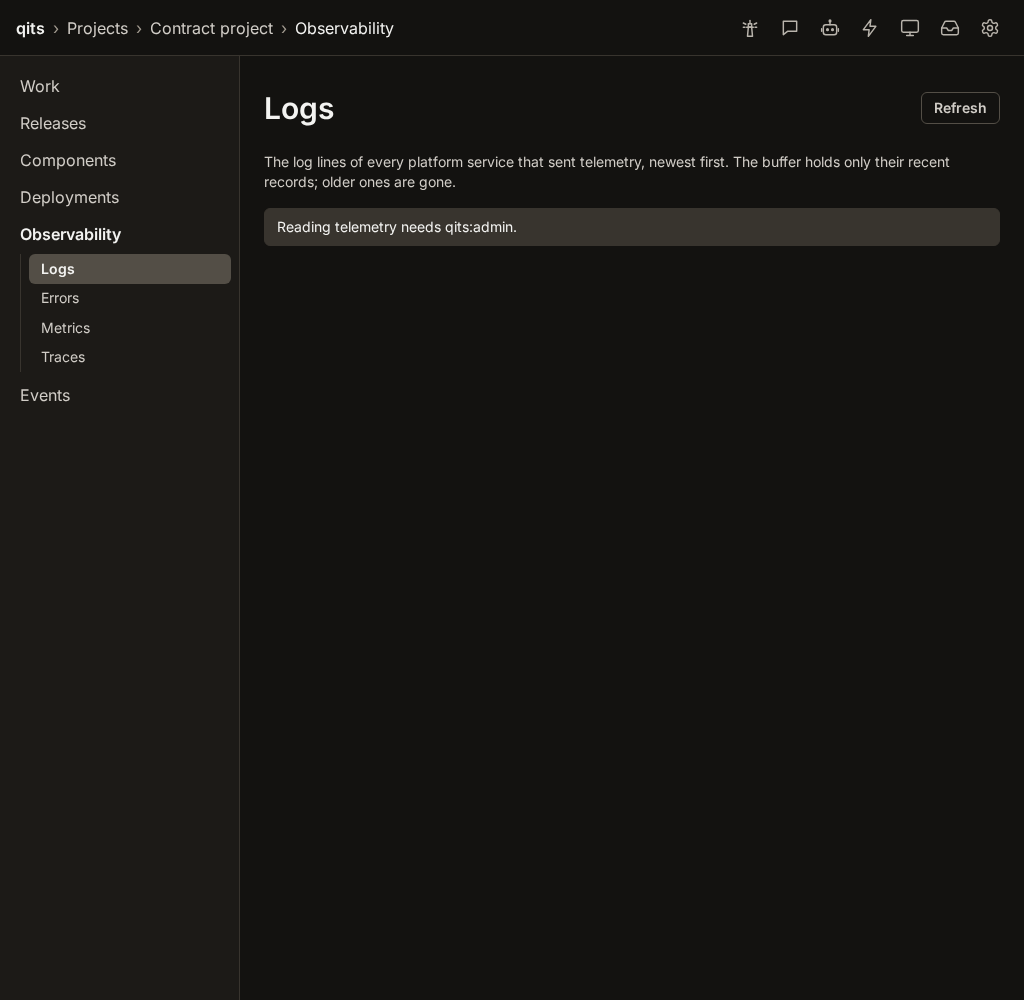 qits › Projects › Contract project › Observability
Work
Releases
Components
Deployments
Observability
Logs
Errors
Metrics
Traces
Events
Logs
Refresh
The log lines of every platform service that sent telemetry, newest first. The buffer holds only their recent
records; older ones are gone.
Reading telemetry needs qits:admin.